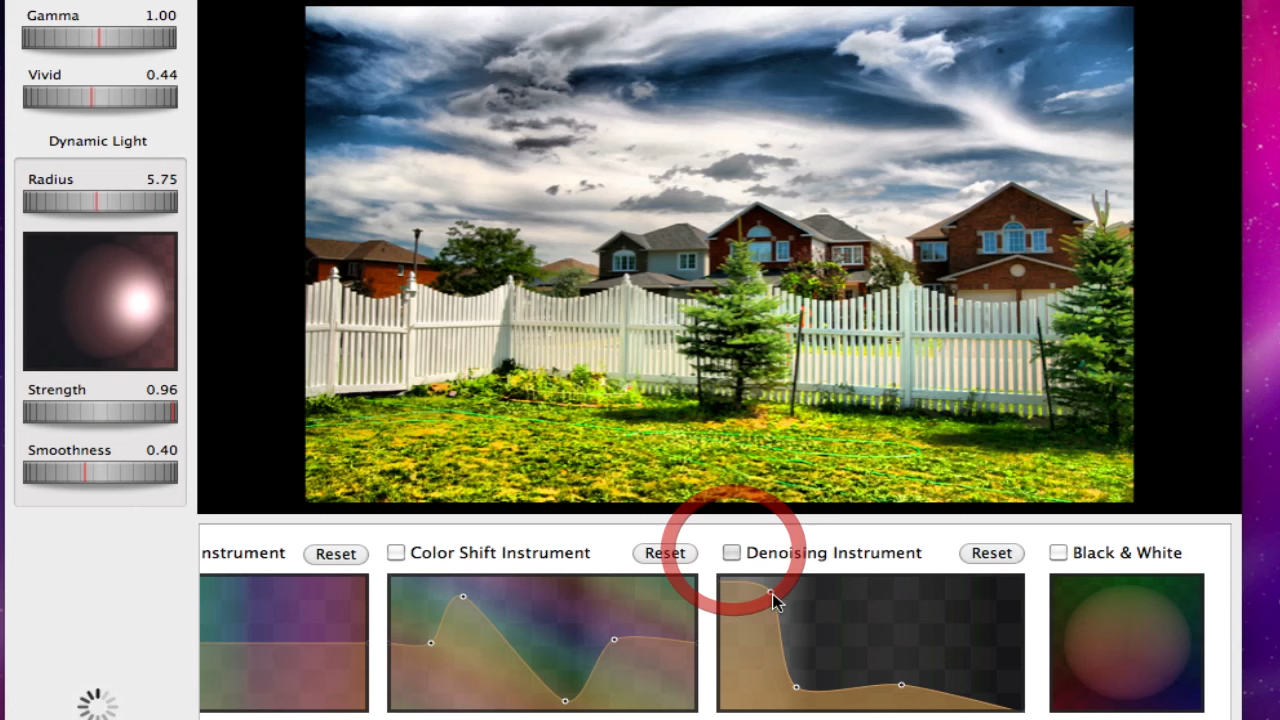 Gamma 1.00
Vivid 0.44
Dynamic Light
Radius 5.75
Strength 0.96
Smoothness 0.40
nstrument Reset Color Shift Instrument Reset Denoising Instrument Reset Black & White